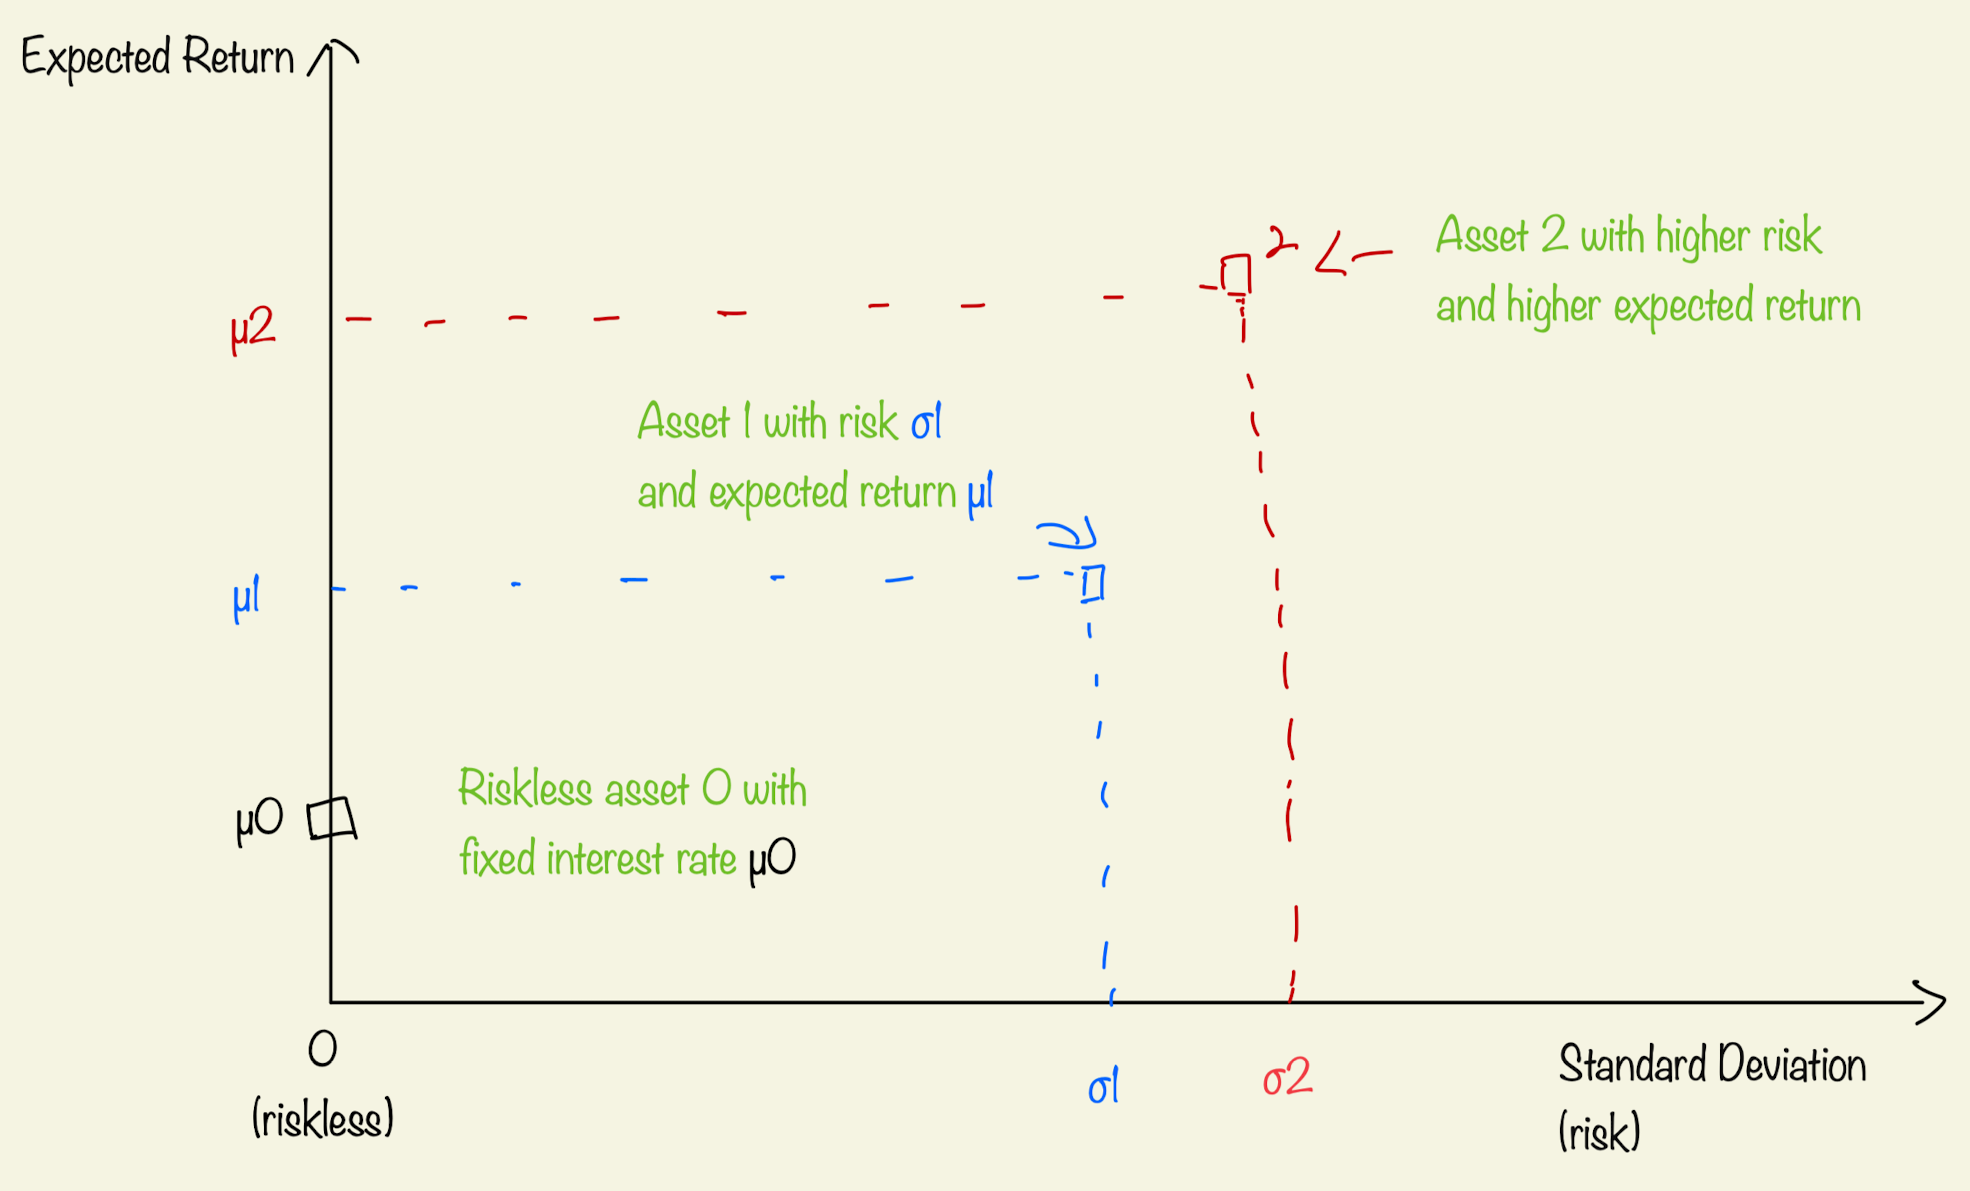 Expected Return
2
Asset 2 with higher risk
and higher expected return
μ2
Asset 1 with risk σ1
and expected return μ1
μ1
Riskless asset 0 with
fixed interest rate μ0
μ0
0
(riskless)
σ1
σ2
Standard Deviation
(risk)